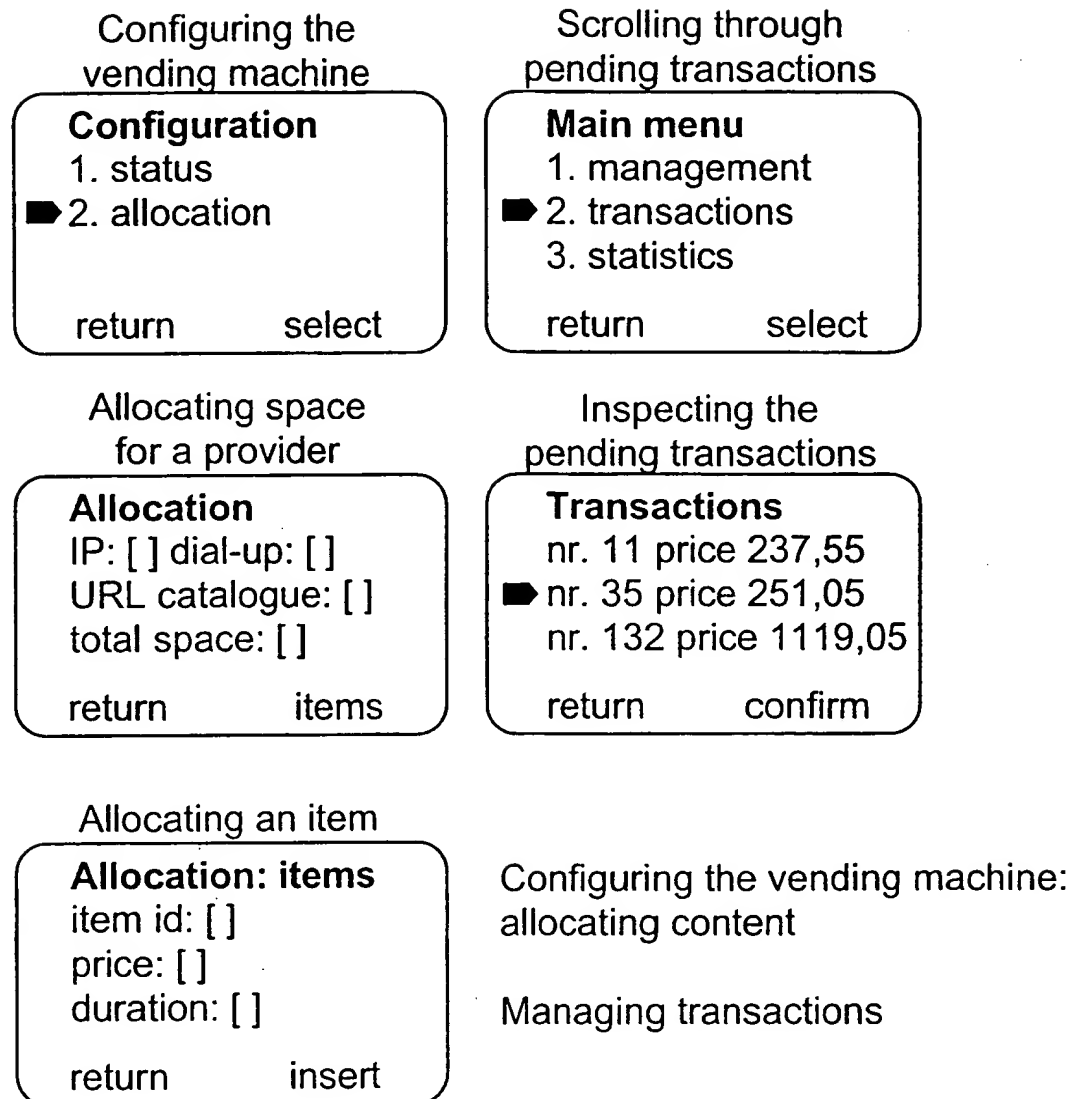 Configuring the
vending machine
Configuration
1. status
2. allocation
return select
Scrolling through
pending transactions
Main menu
1. management
2. transactions
3. statistics
return select
Allocating space
for a provider
Allocation
IP: [ ] dial-up: [ ]
URL catalogue: [ ]
total space: [ ]
return items
Inspecting the
pending transactions
Transactions
nr. 11 price 237,55
nr. 35 price 251,05
nr. 132 price 1119,05
return confirm
Allocating an item
Allocation: items
item id: [ ]
price: [ ]
duration: [ ]
return insert
Configuring the vending machine:
allocating content
Managing transactions